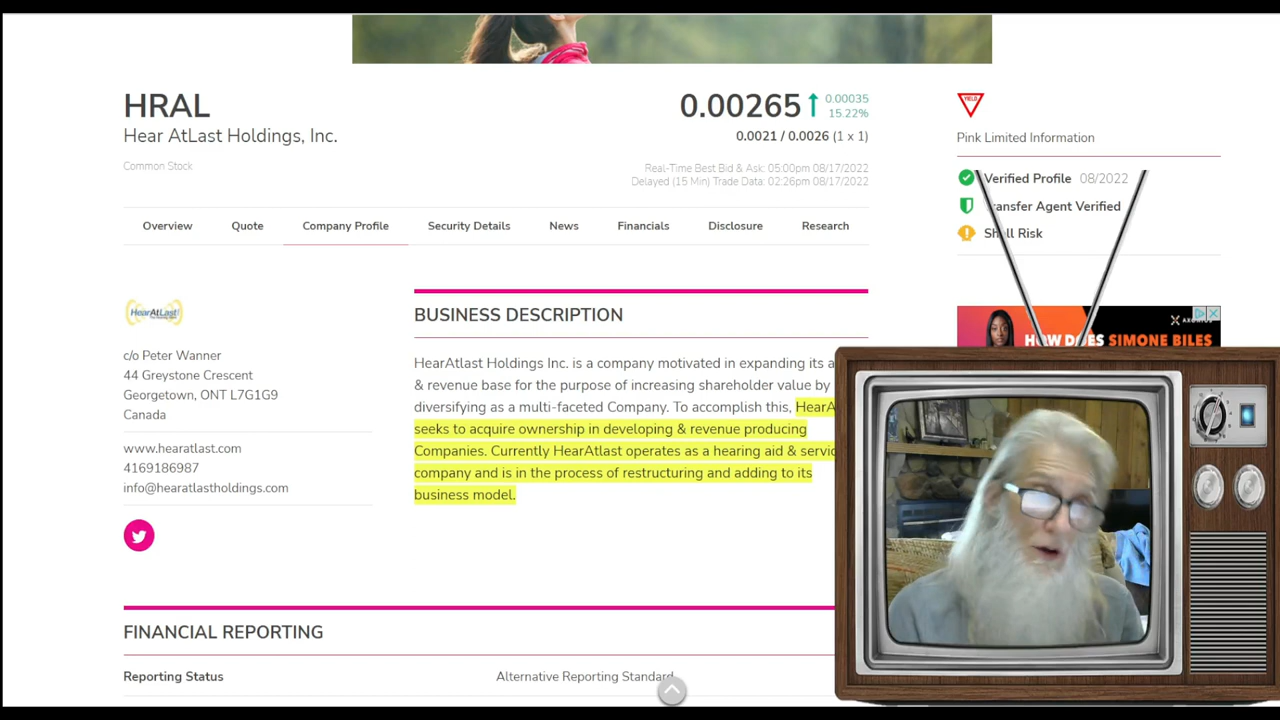 HRAL
0.00265
0.00035
15.22%
Hear AtLast Holdings, Inc.
0.0021 / 0.0026 (1 x 1)
Common Stock
Real-Time Best Bid & Ask: 05:00pm 08/17/2022
Delayed (15 Min) Trade Data: 02:26pm 08/17/2022
YIELD
Pink Limited Information
Verified Profile 08/2022
Transfer Agent Verified
Shell Risk
Overview Quote Company Profile Security Details News Financials Disclosure Research
HearAtLast
c/o Peter Wanner
44 Greystone Crescent
Georgetown, ONT L7G1G9
Canada
www.hearatlast.com
4169186987
info@hearatlastholdings.com
BUSINESS DESCRIPTION
HearAtlast Holdings Inc. is a company motivated in expanding its a
& revenue base for the purpose of increasing shareholder value by
diversifying as a multi-faceted Company. To accomplish this, HearA
seeks to acquire ownership in developing & revenue producing
Companies. Currently HearAtlast operates as a hearing aid & servic
company and is in the process of restructuring and adding to its
business model.
HOW DOES SIMONE BILES
FINANCIAL REPORTING
Reporting Status Alternative Reporting Standard